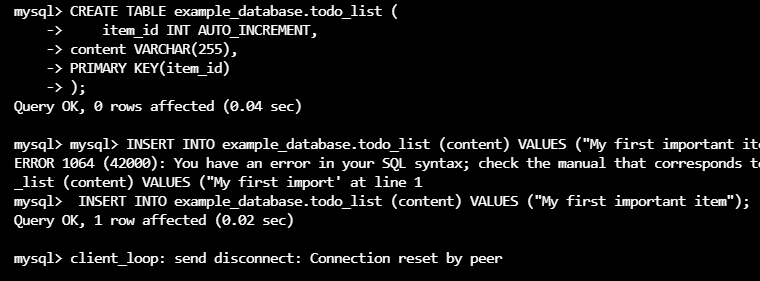 mysql> CREATE TABLE example_database.todo_list (
    ->     item_id INT AUTO_INCREMENT,
    -> content VARCHAR(255),
    -> PRIMARY KEY(item_id)
    -> );
Query OK, 0 rows affected (0.04 sec)
mysql> mysql> INSERT INTO example_database.todo_list (content) VALUES ("My first important
ERROR 1064 (42000): You have an error in your SQL syntax; check the manual that corresponds
_list (content) VALUES ("My first import' at line 1
mysql>  INSERT INTO example_database.todo_list (content) VALUES ("My first important item");
Query OK, 1 row affected (0.02 sec)
mysql> client_loop: send disconnect: Connection reset by peer